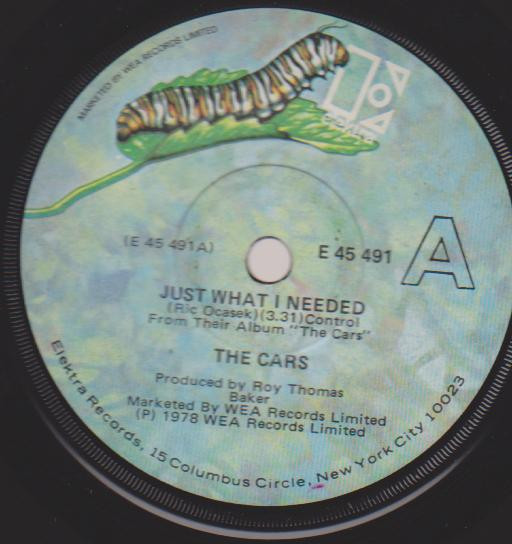 MARKETED BY WEA RECORDS LIMITED
(E 45 491A)
E 45 491
A
JUST WHAT I NEEDED
(Ric Ocasek)(3.31)Control
From Their Album "The Cars"
THE CARS
Produced by Roy Thomas
Baker
Marketed By WEA Records Limited
(P) 1978 WEA Records Limited
Elektra Records, 15 Columbus Circle, New York City 10023